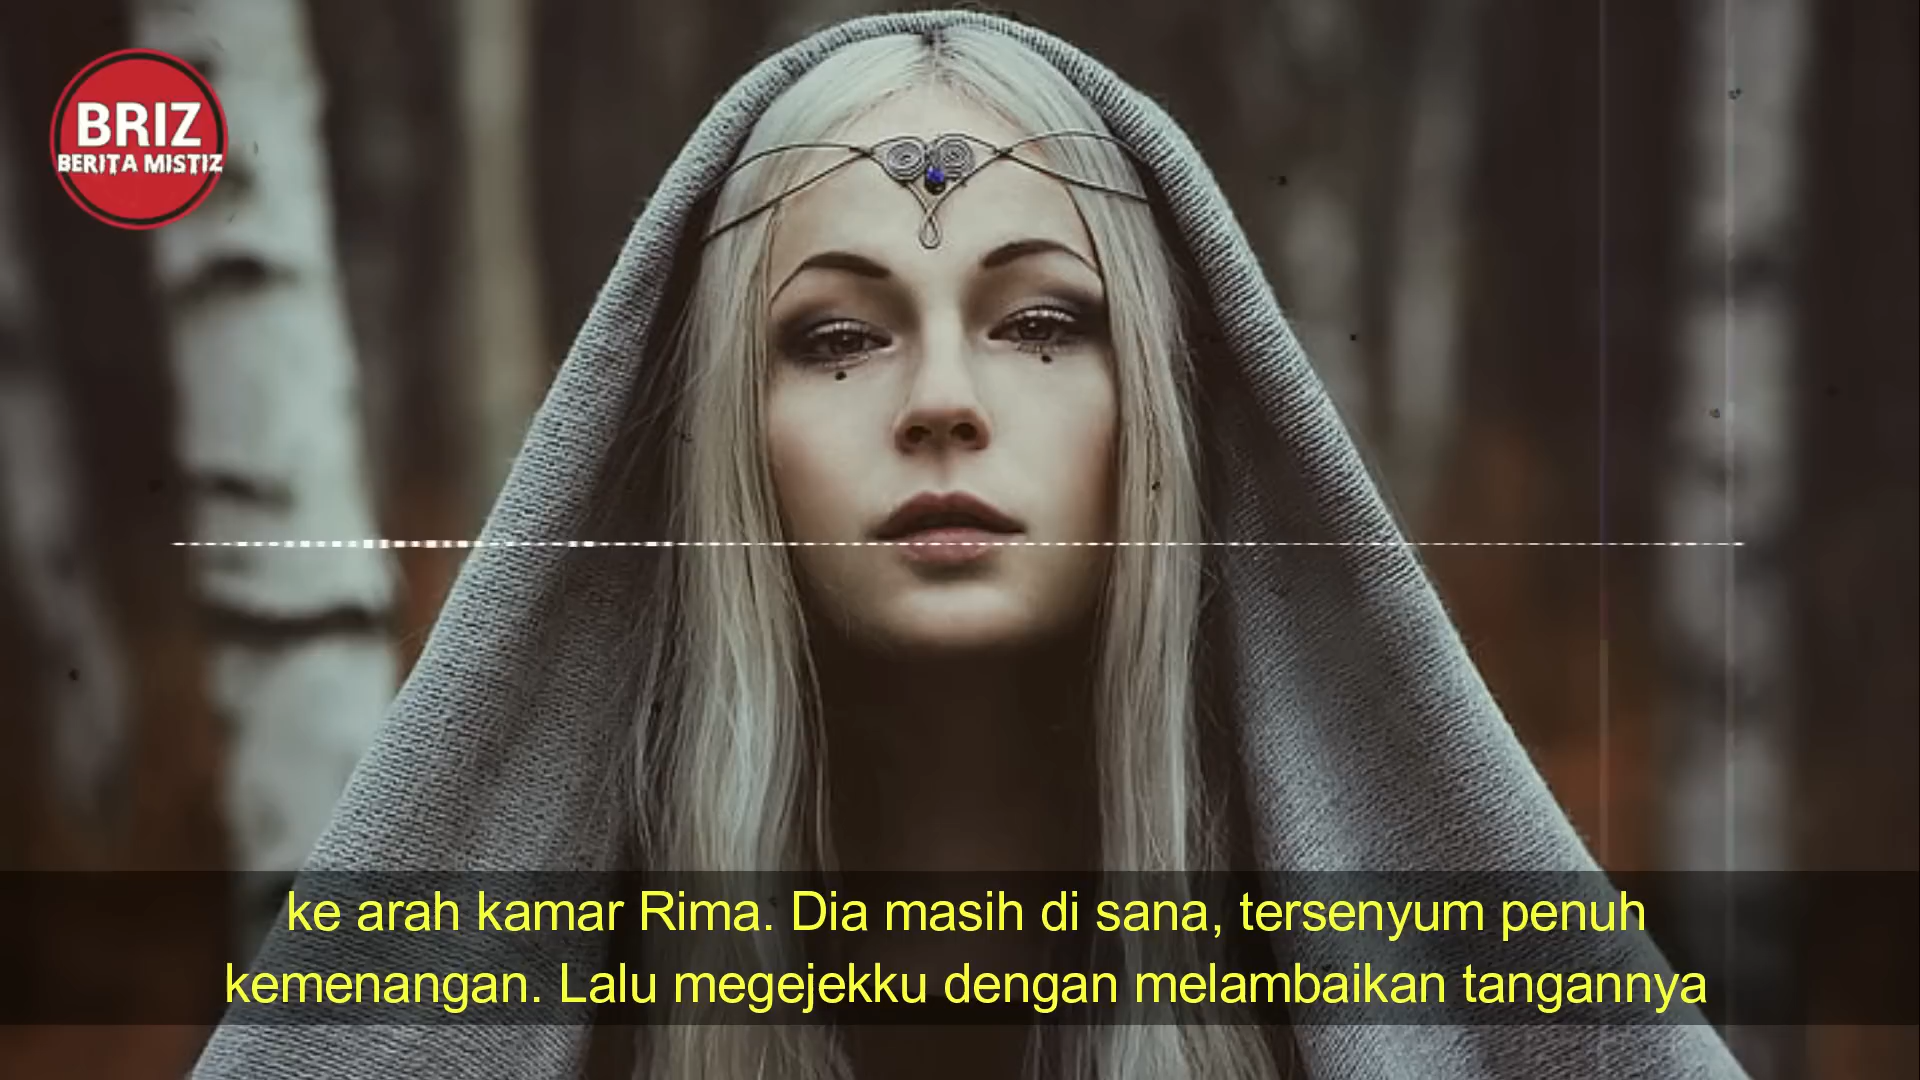 BRIZ
BERITA MISTIZ
ke arah kamar Rima. Dia masih di sana, tersenyum penuh
kemenangan. Lalu megejekku dengan melambaikan tangannya